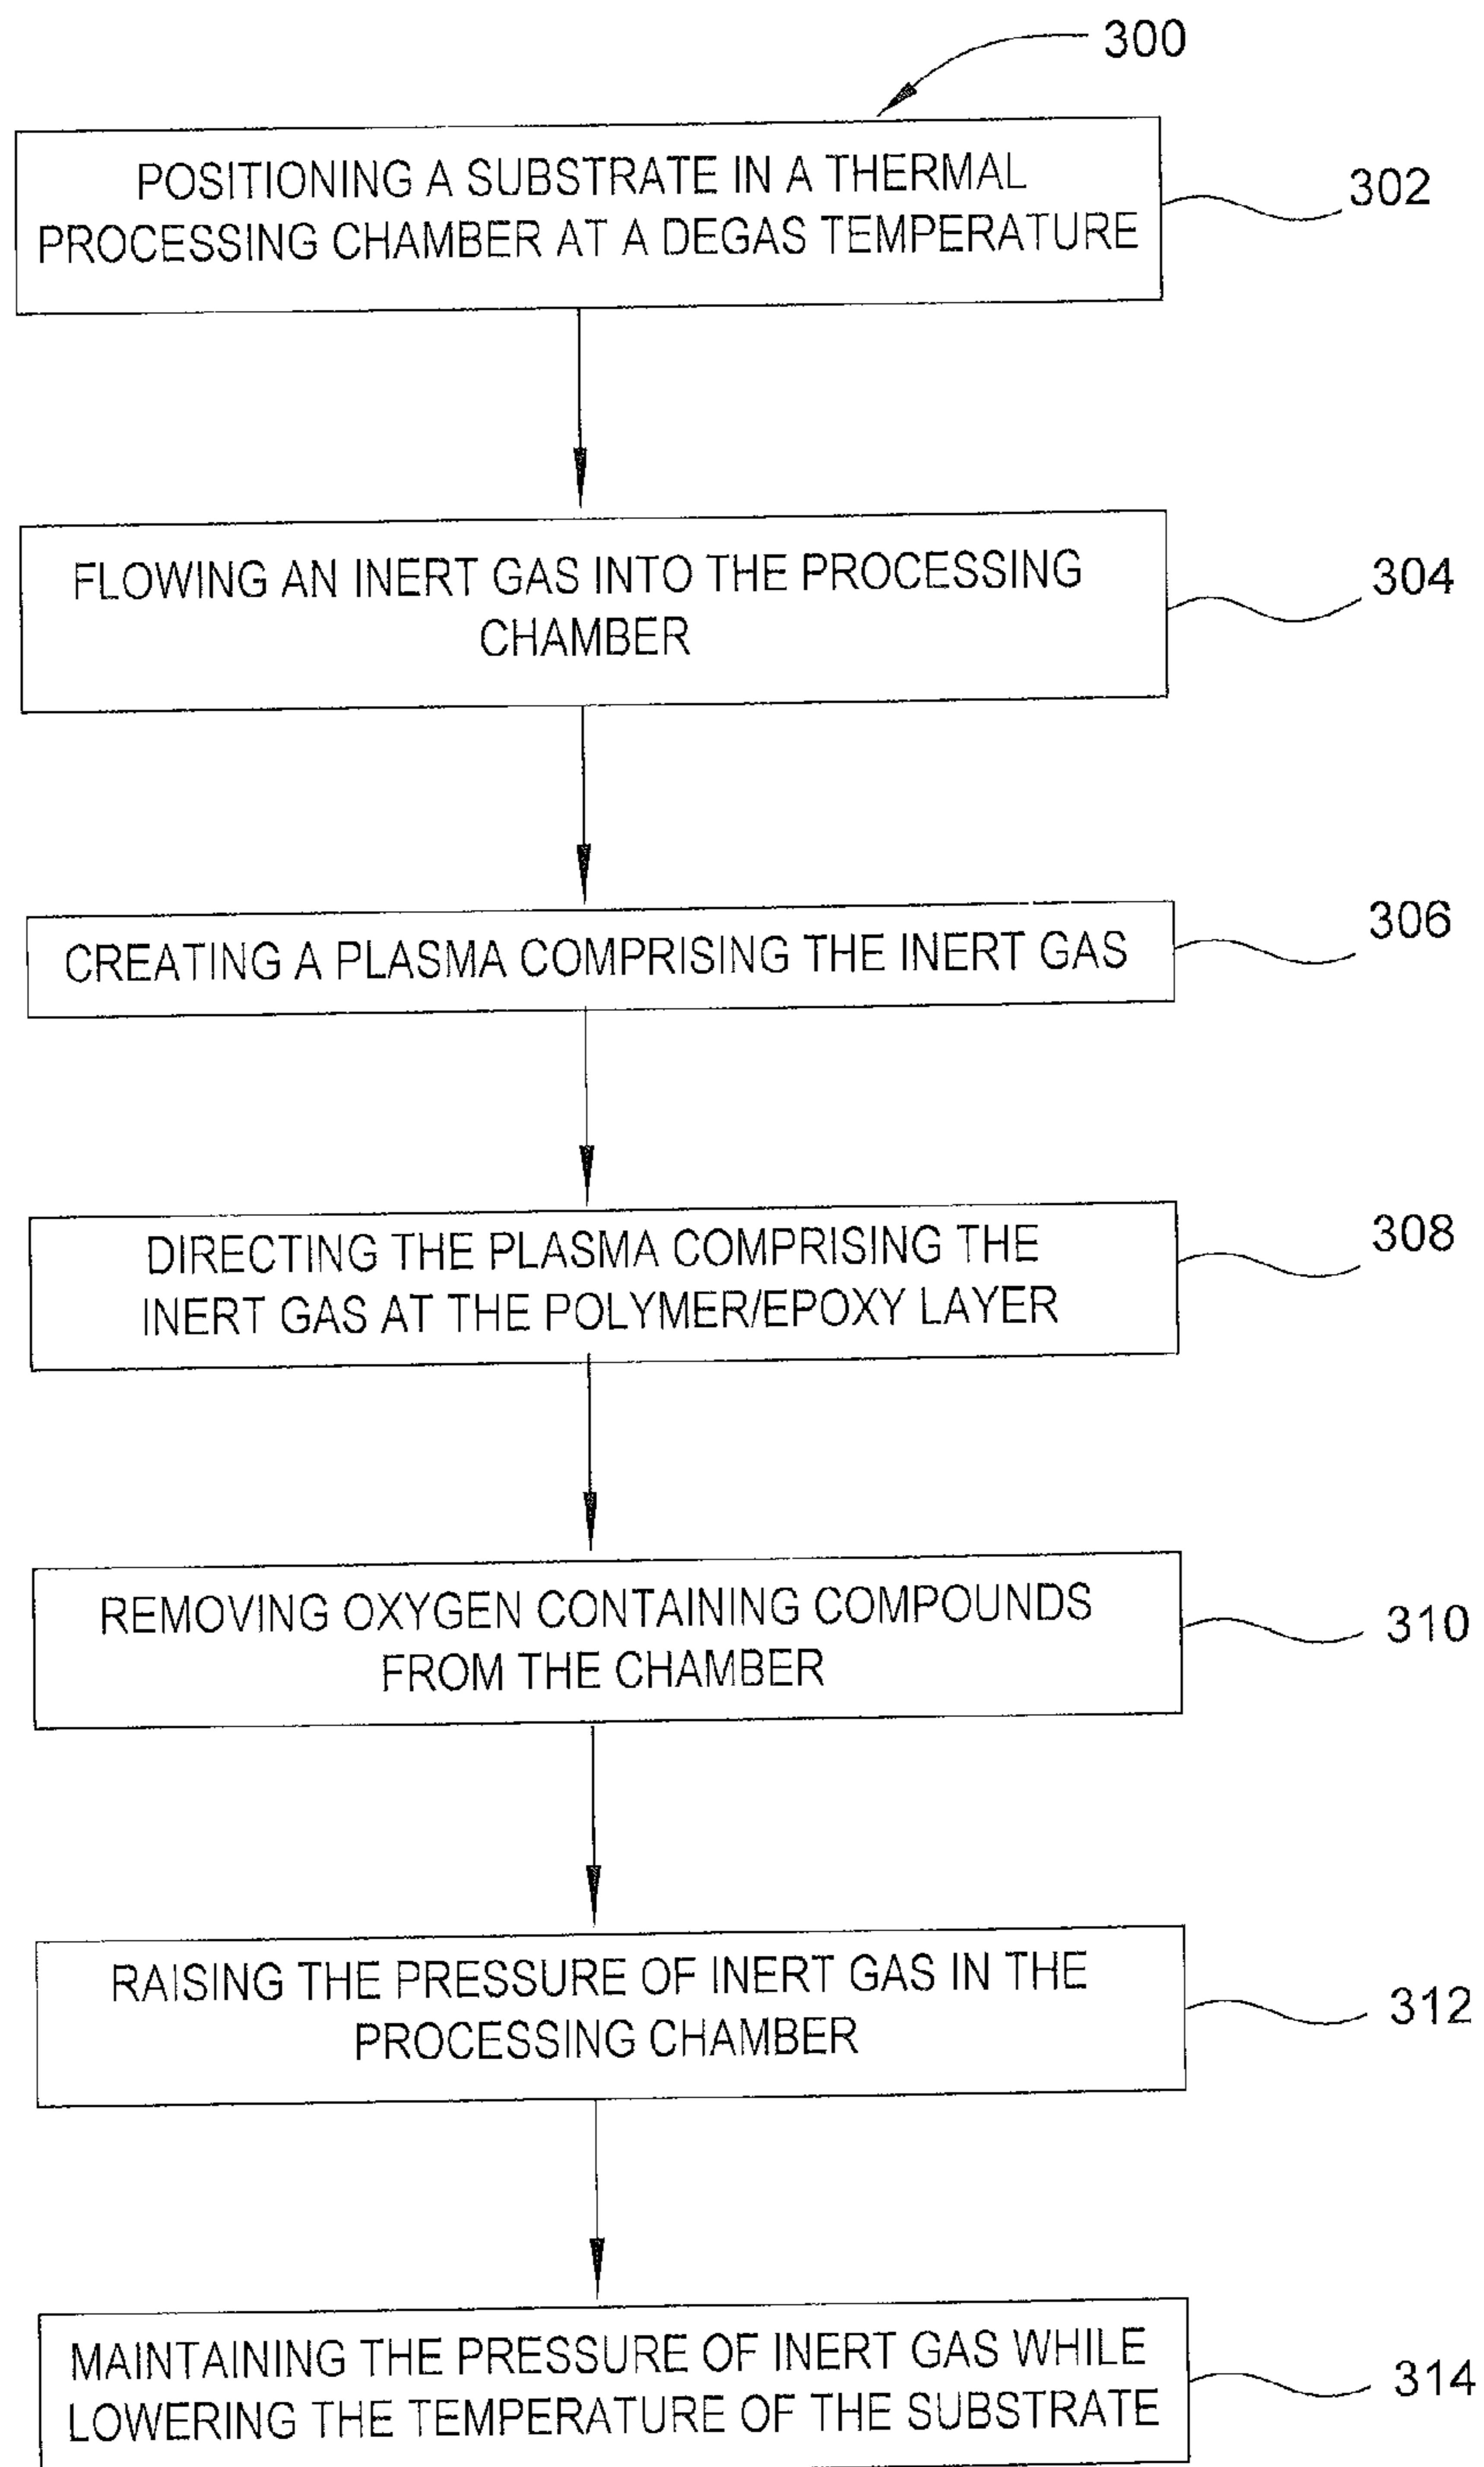 300
POSITIONING A SUBSTRATE IN A THERMAL
PROCESSING CHAMBER AT A DEGAS TEMPERATURE
302
FLOWING AN INERT GAS INTO THE PROCESSING
CHAMBER
304
CREATING A PLASMA COMPRISING THE INERT GAS
306
DIRECTING THE PLASMA COMPRISING THE
INERT GAS AT THE POLYMER/EPOXY LAYER
308
REMOVING OXYGEN CONTAINING COMPOUNDS
FROM THE CHAMBER
310
RAISING THE PRESSURE OF INERT GAS IN THE
PROCESSING CHAMBER
312
MAINTAINING THE PRESSURE OF INERT GAS WHILE
LOWERING THE TEMPERATURE OF THE SUBSTRATE
314